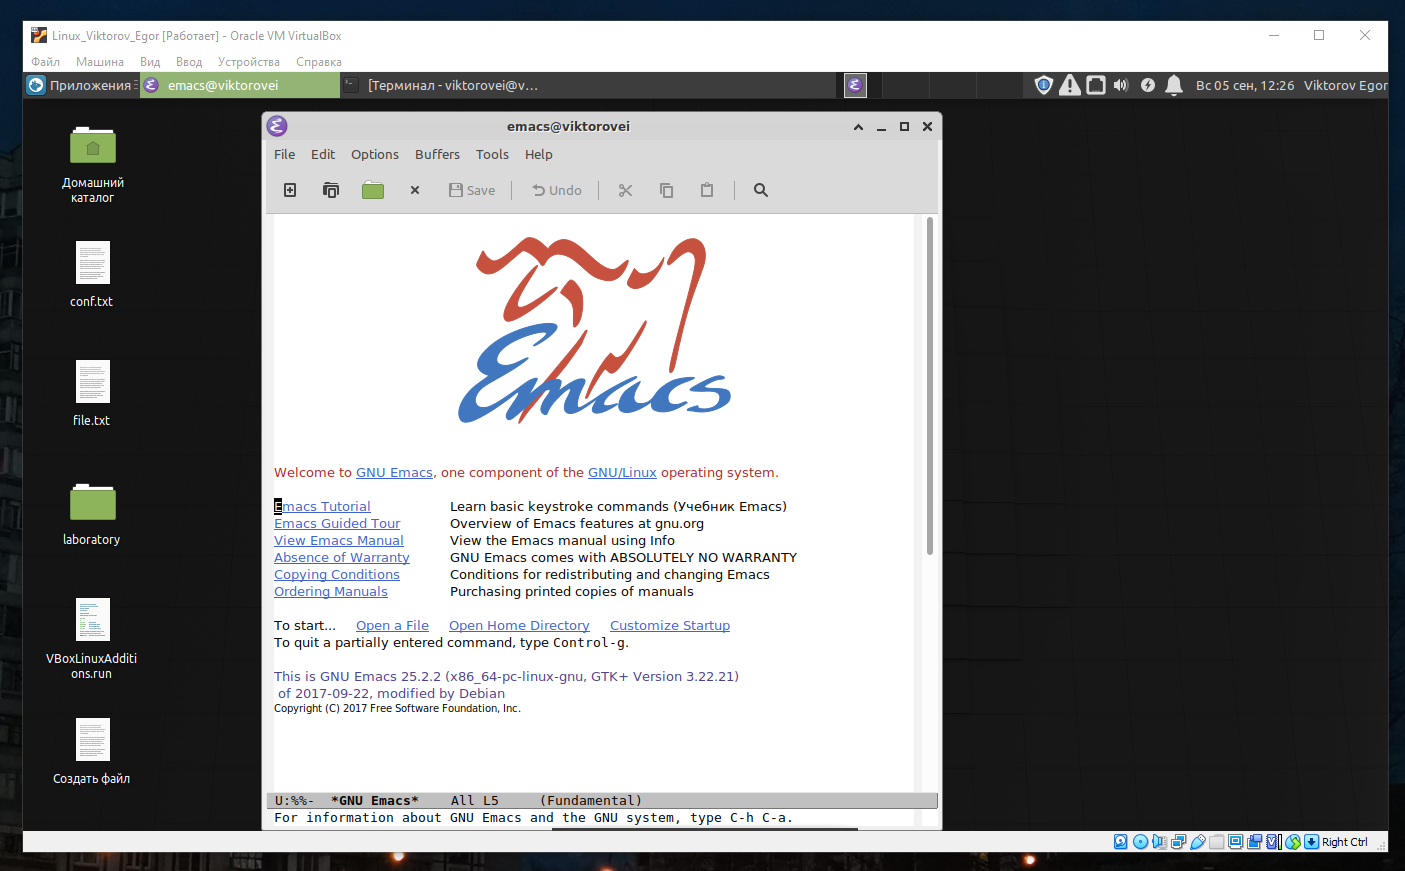 Linux_Viktorov_Egor [Работает] - Oracle VM VirtualBox
Файл Машина Вид Ввод Устройства Справка
Приложения emacs@viktorovei [Терминал - viktorovei@v... Вс 05 сен, 12:26 Viktorov Egor
Домашний
каталог
conf.txt
file.txt
laboratory
VBoxLinuxAdditi
ons.run
Создать файл
emacs@viktorovei
File Edit Options Buffers Tools Help
Save Undo
Emacs
Welcome to GNU Emacs, one component of the GNU/Linux operating system.
Emacs Tutorial Learn basic keystroke commands (Учебник Emacs)
Emacs Guided Tour Overview of Emacs features at gnu.org
View Emacs Manual View the Emacs manual using Info
Absence of Warranty GNU Emacs comes with ABSOLUTELY NO WARRANTY
Copying Conditions Conditions for redistributing and changing Emacs
Ordering Manuals Purchasing printed copies of manuals
To start... Open a File Open Home Directory Customize Startup
To quit a partially entered command, type Control-g.
This is GNU Emacs 25.2.2 (x86_64-pc-linux-gnu, GTK+ Version 3.22.21)
of 2017-09-22, modified by Debian
Copyright (C) 2017 Free Software Foundation, Inc.
U:%%- *GNU Emacs* All L5 (Fundamental)
For information about GNU Emacs and the GNU system, type C-h C-a.
Right Ctrl